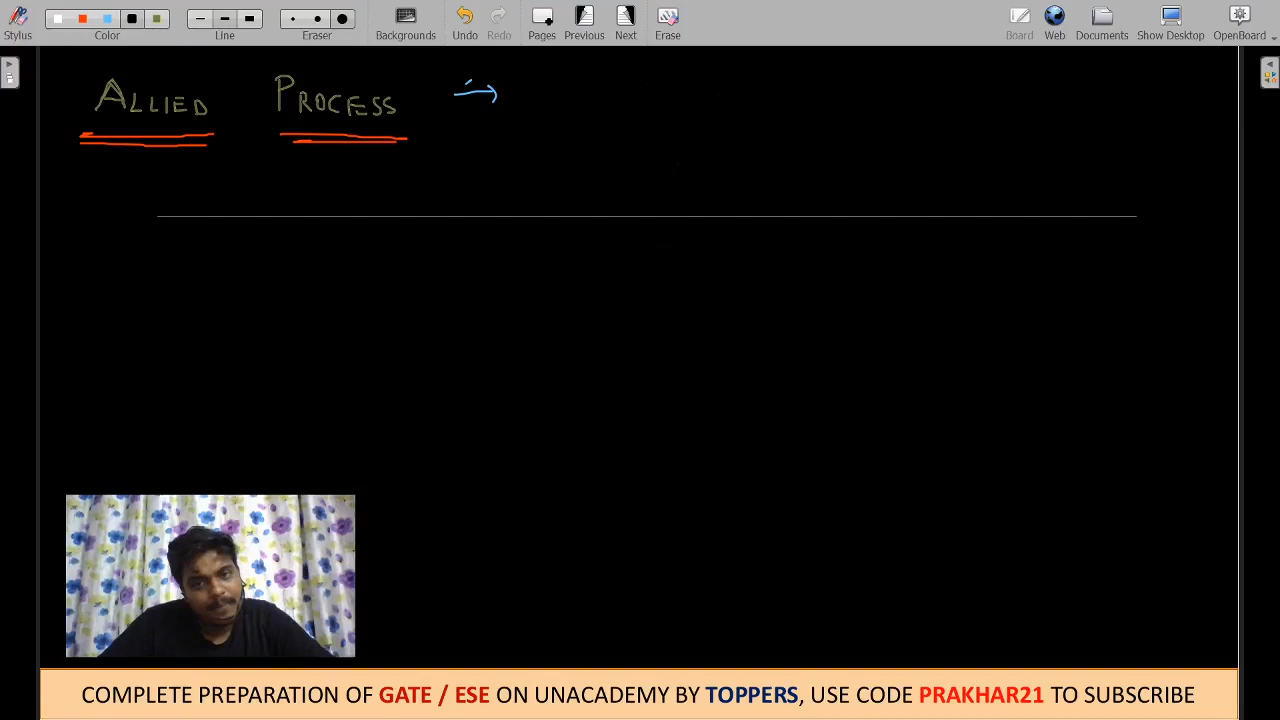 Stylus Color Line Eraser Backgrounds Undo Redo Pages Previous Next Erase Board Web Documents Show Desktop OpenBoard
ALLIED PROCESS
COMPLETE PREPARATION OF GATE / ESE ON UNACADEMY BY TOPPERS, USE CODE PRAKHAR21 TO SUBSCRIBE